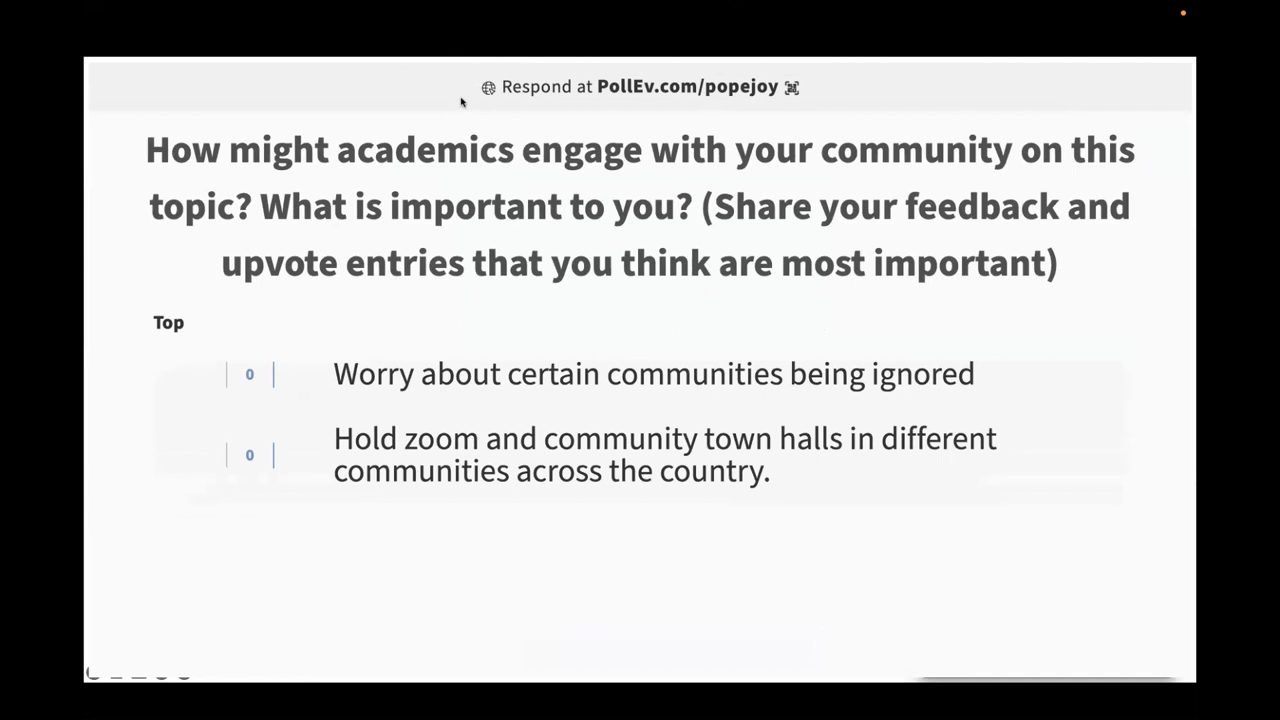 Respond at PollEv.com/popejoy
How might academics engage with your community on this
topic? What is important to you? (Share your feedback and
upvote entries that you think are most important)
Top
0 Worry about certain communities being ignored
0 Hold zoom and community town halls in different
communities across the country.